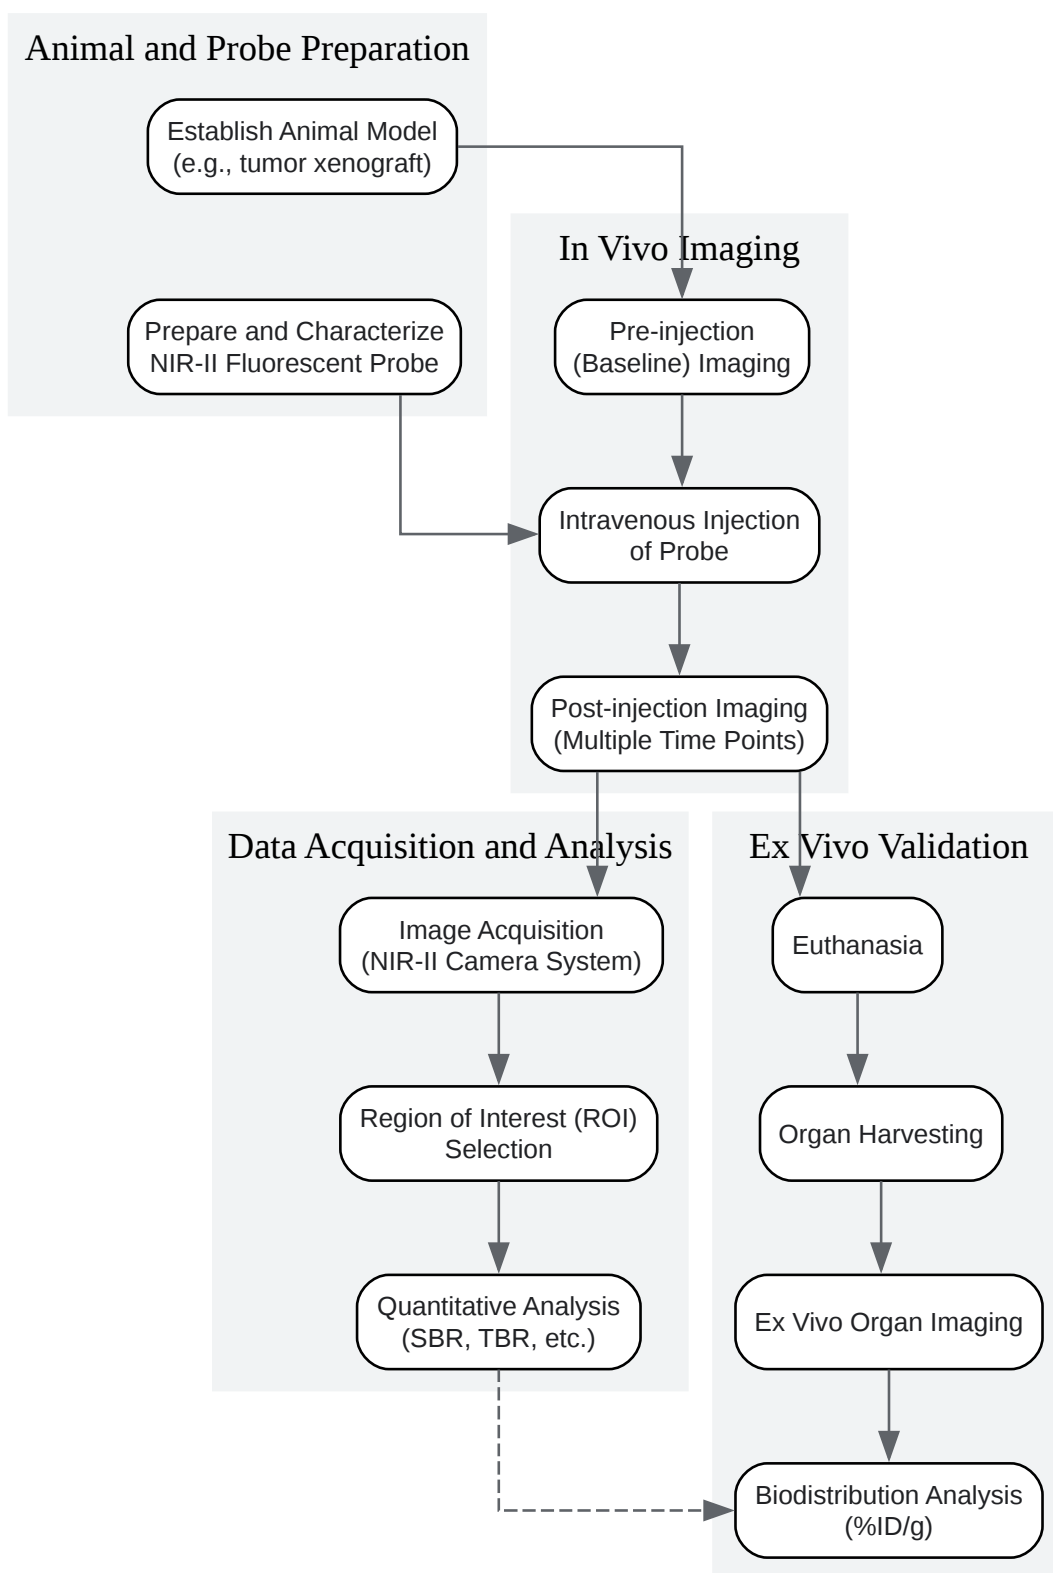 Animal and Probe Preparation
Establish Animal Model
(e.g., tumor xenograft)
Prepare and Characterize
NIR-II Fluorescent Probe
In Vivo Imaging
Pre-injection
(Baseline) Imaging
Intravenous Injection
of Probe
Post-injection Imaging
(Multiple Time Points)
Data Acquisition and Analysis
Image Acquisition
(NIR-II Camera System)
Region of Interest (ROI)
Selection
Quantitative Analysis
(SBR, TBR, etc.)
Ex Vivo Validation
Euthanasia
Organ Harvesting
Ex Vivo Organ Imaging
Biodistribution Analysis
(%ID/g)